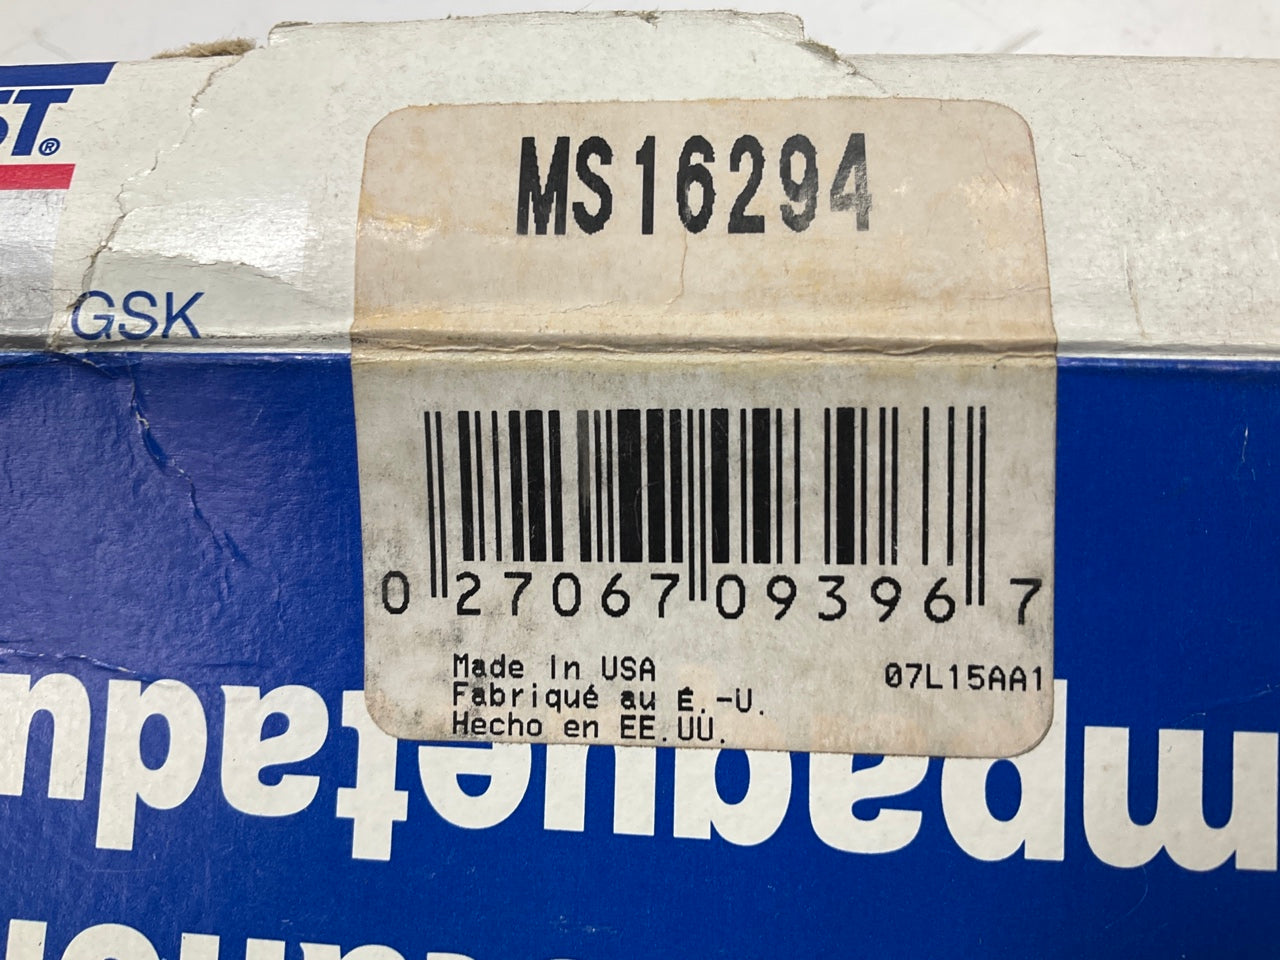 ST®
MS16294
GSK
0 27067 09396 7
Made in USA
07L15AA1
Fabriqué au É.-U.
Hecho en EE.UU.